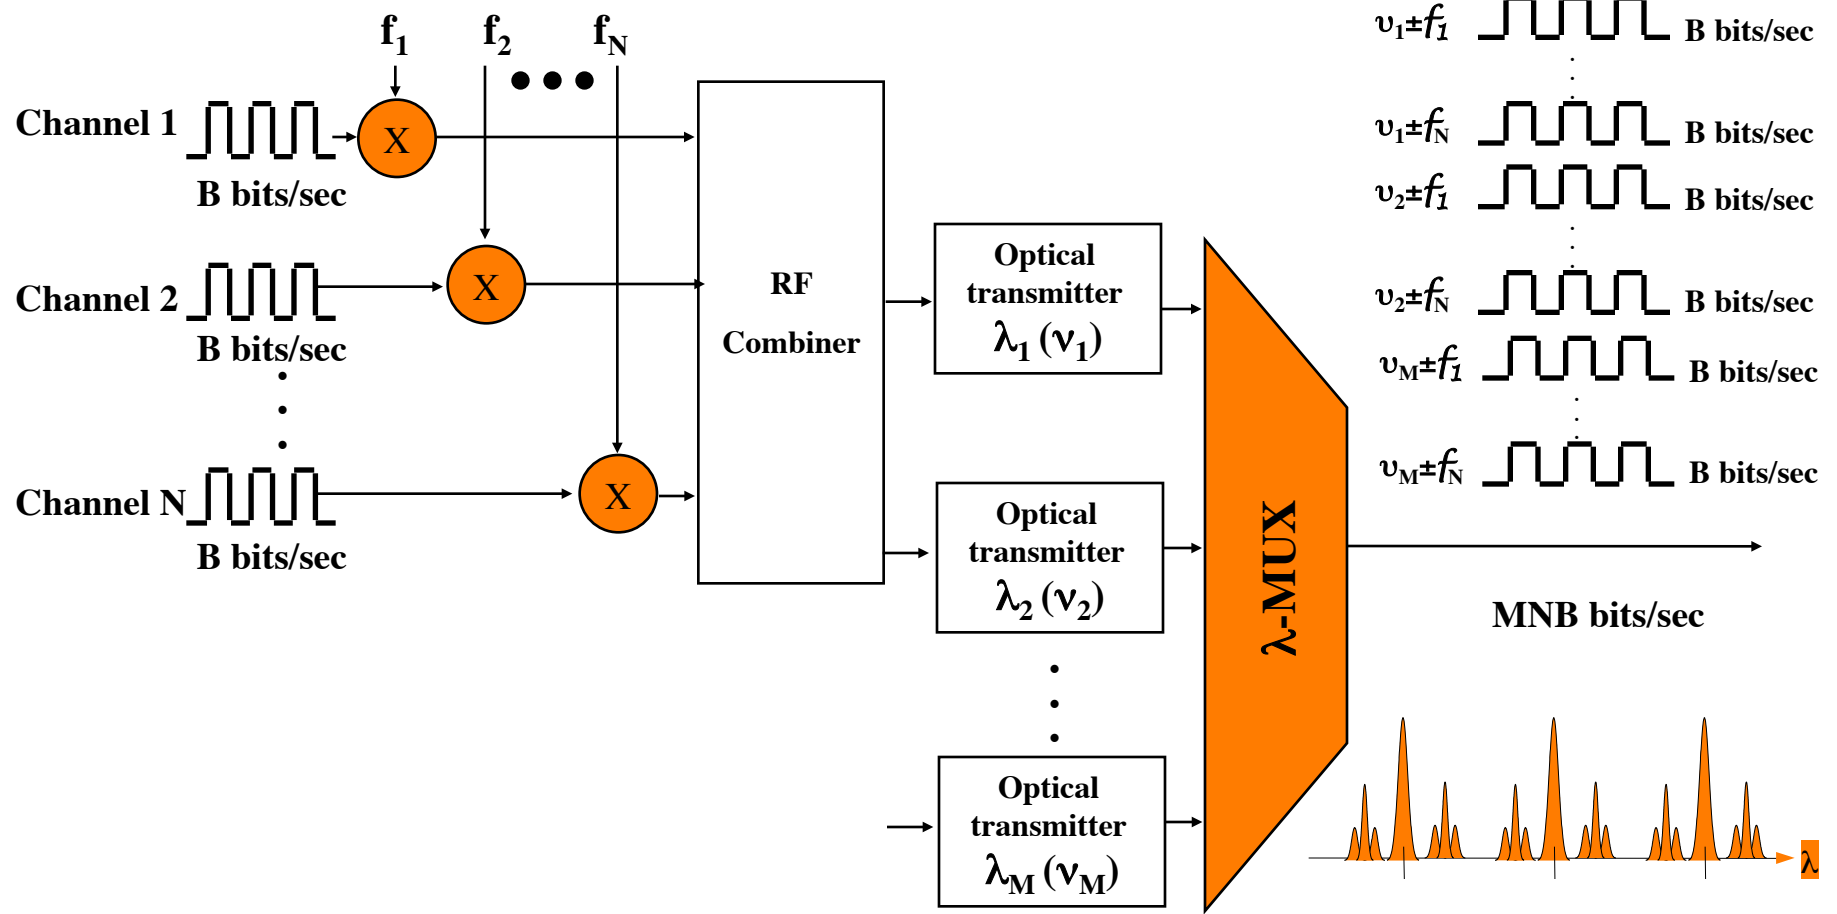 f1 f2 fN
Channel 1
X
B bits/sec
Channel 2
X
B bits/sec
Channel N
X
B bits/sec
RF
Combiner
Optical
transmitter
λ1 (ν1)
Optical
transmitter
λ2 (ν2)
Optical
transmitter
λM (νM)
λ-MUX
υ1±f1 B bits/sec
υ1±fN B bits/sec
υ2±f1 B bits/sec
υ2±fN B bits/sec
υM±f1 B bits/sec
υM±fN B bits/sec
MNB bits/sec
λ